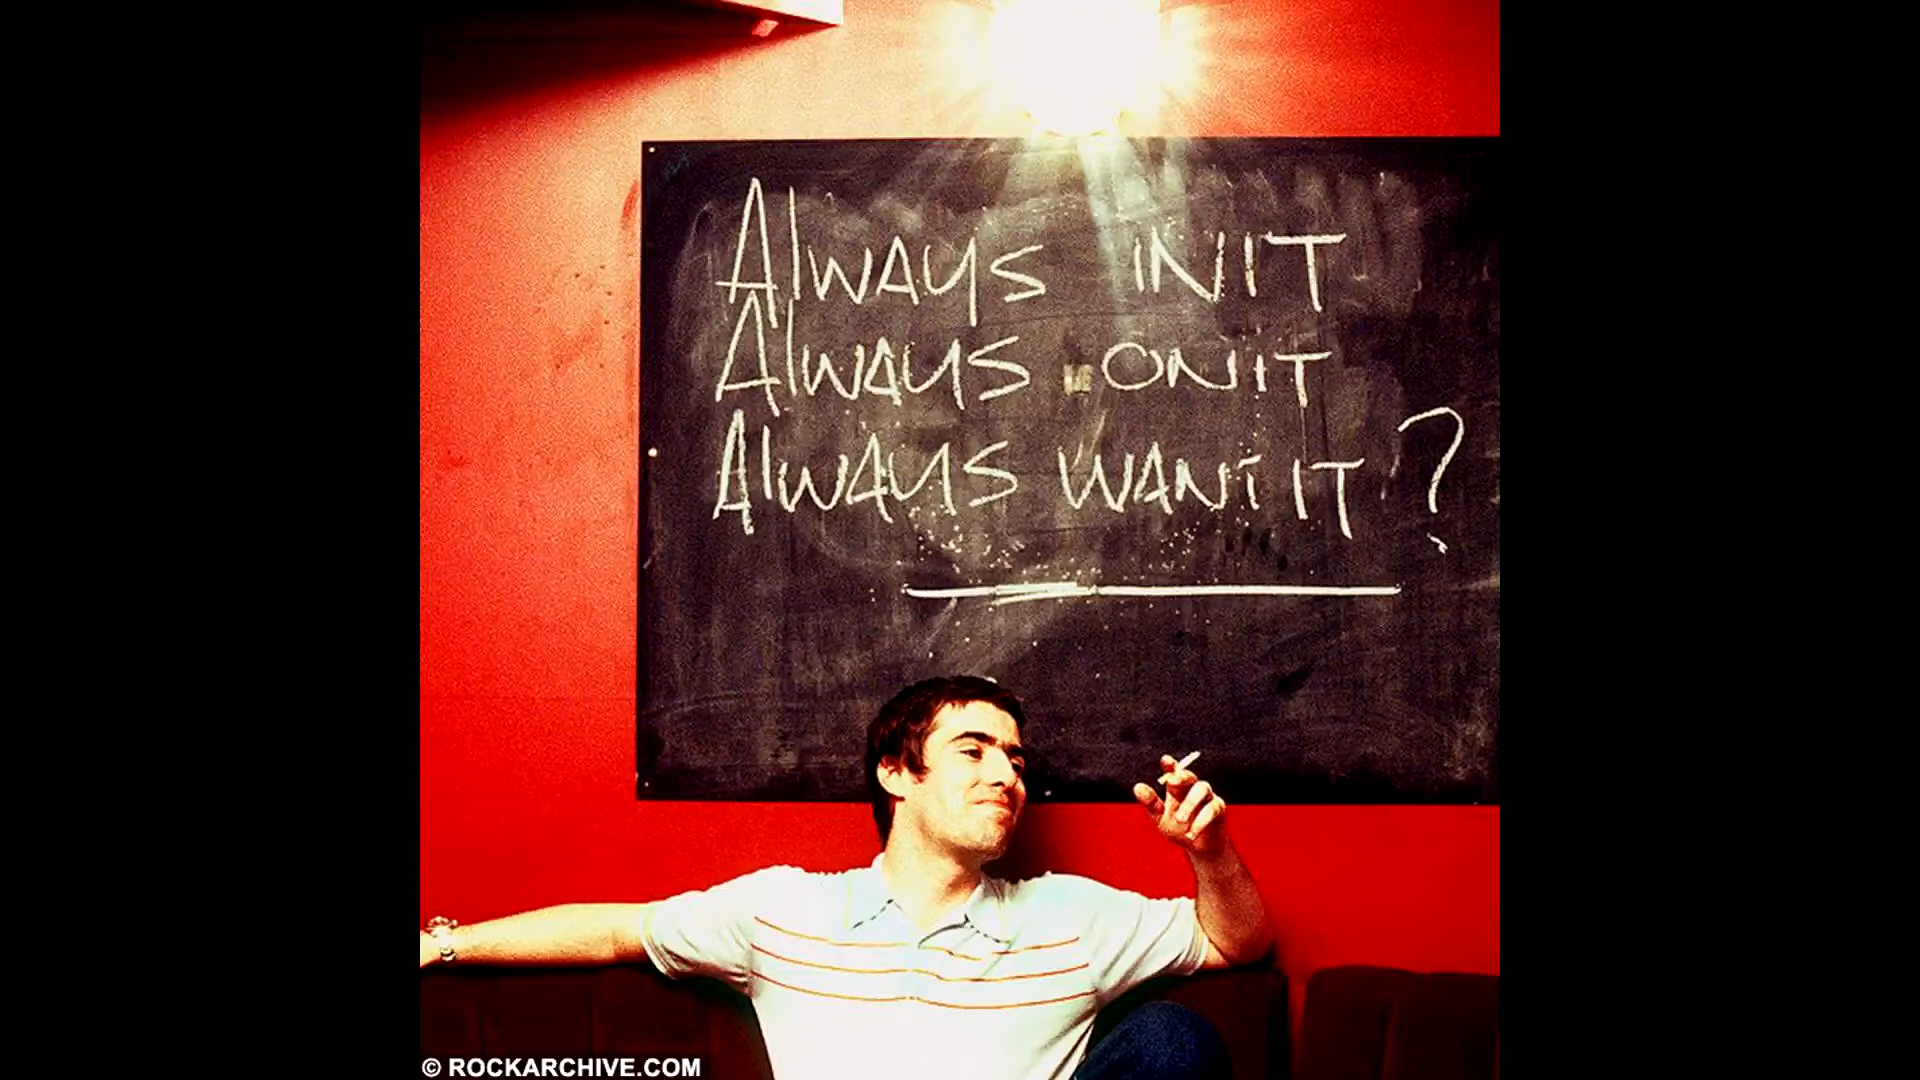 Always INIT
Always ONIT
Always WANT IT ?
© ROCKARCHIVE.COM